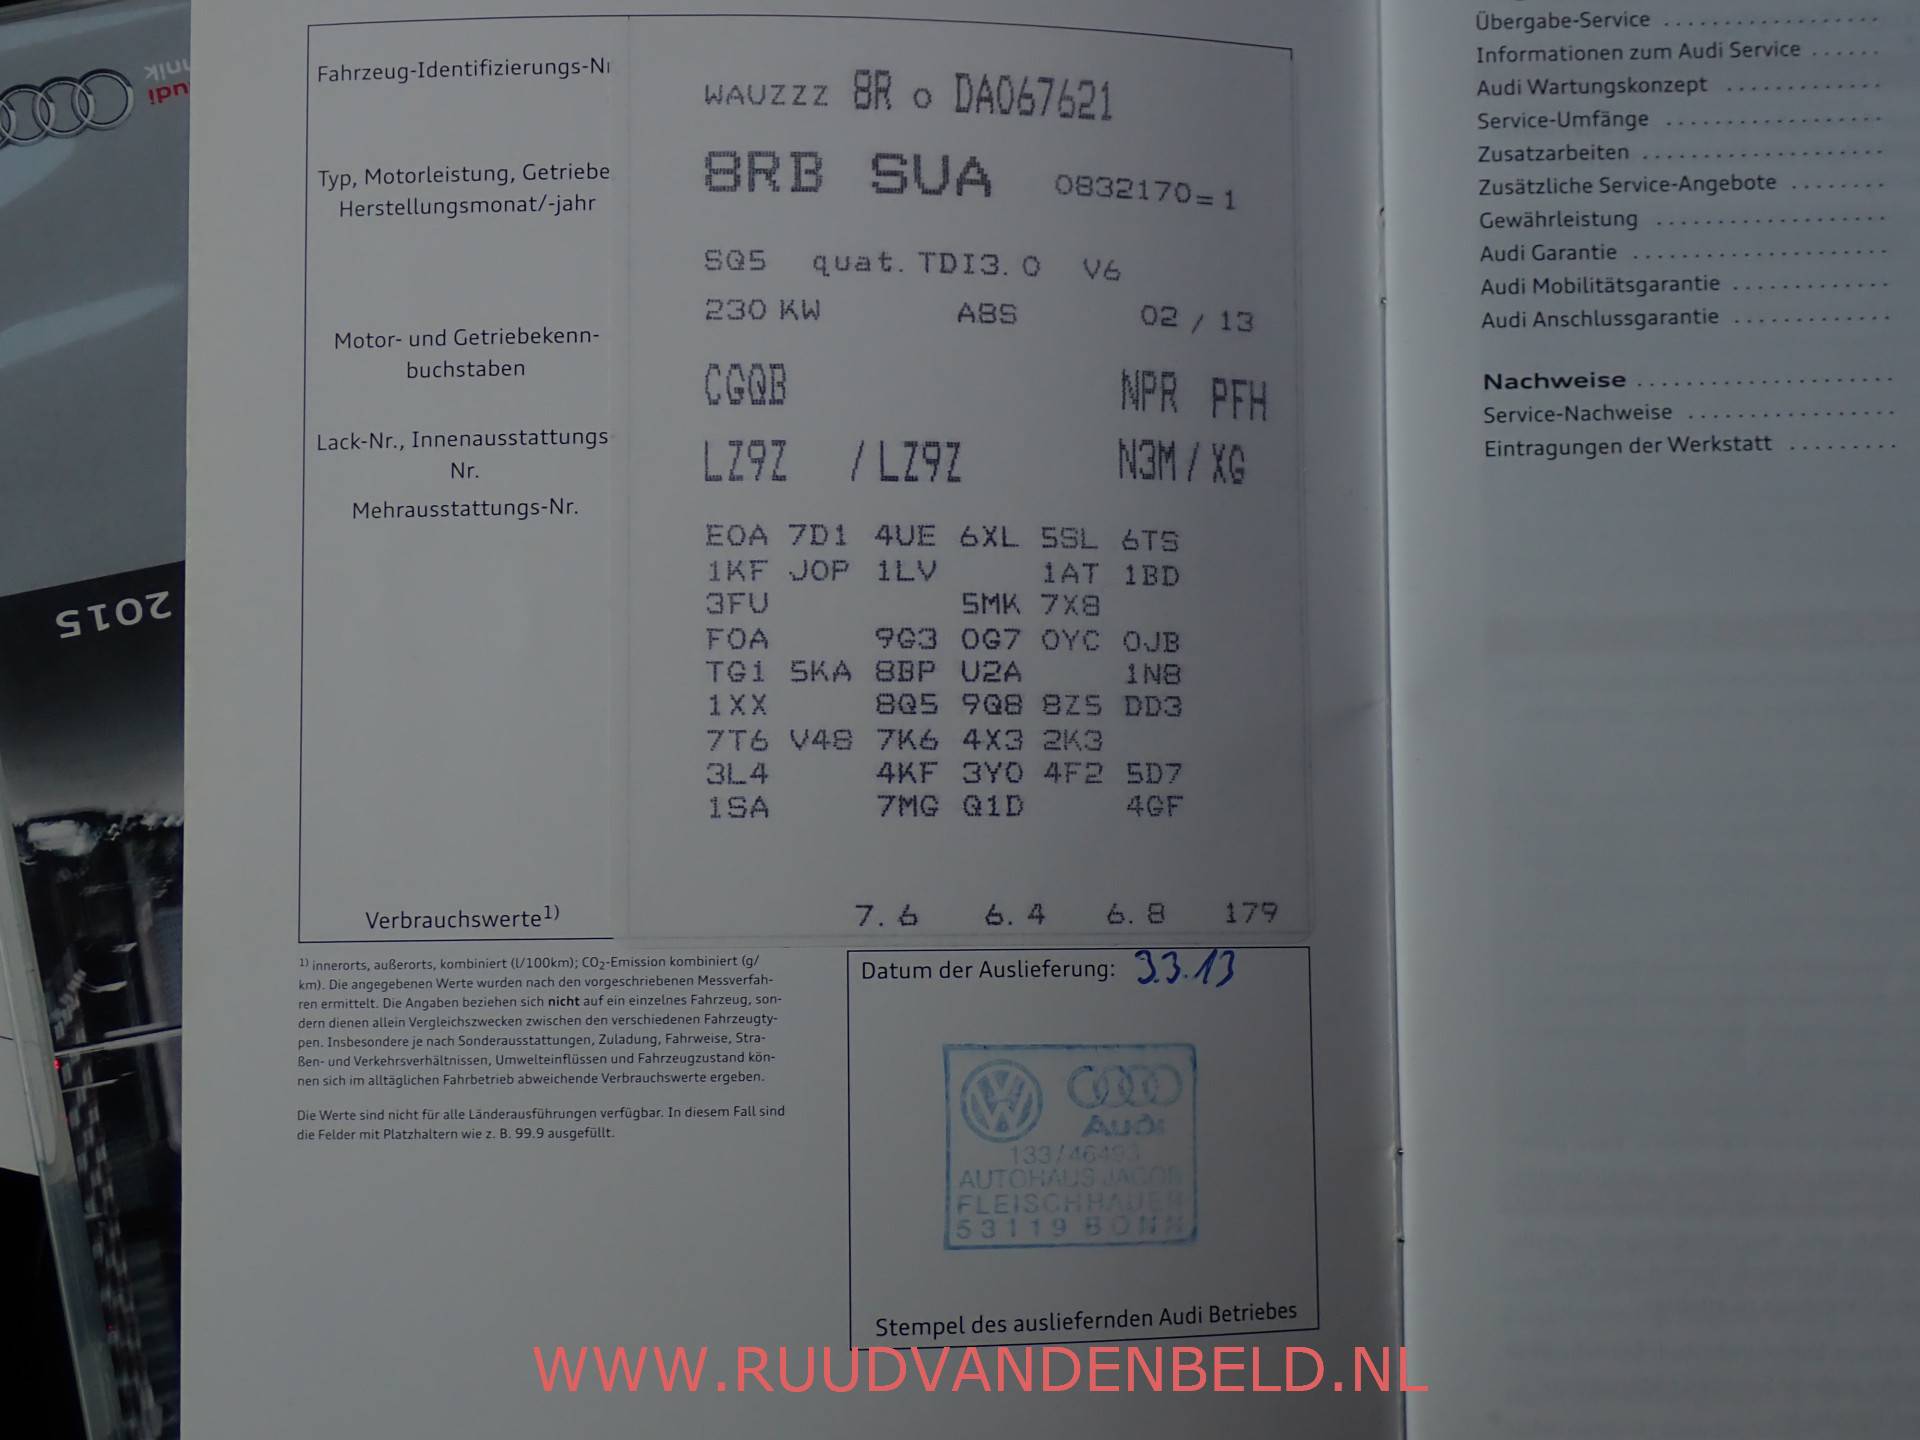 Fahrzeug-Identifizierungs-Nr
WAUZZZ 8R 0 DA067621
Typ, Motorleistung, Getriebe
Herstellungsmonat/-jahr
8RB SUA 0832170=1
SQ5 quat. TDI3.0 V6
230 KW A8S 02 / 13
Motor- und Getriebekenn-
buchstaben
CGQB NPR PFH
Lack-Nr., Innenausstattungs
Nr.
LZ9Z / LZ9Z N3M / XG
Mehrausstattungs-Nr.
E0A 7D1 4UE 6XL 5SL 6TS
1KF J0P 1LV 1AT 1BD
3FU 5MK 7X8
F0A 9G3 0G7 0YC 0JB
TG1 5KA 8BP U2A 1N8
1XX 8Q5 9Q8 8Z5 DD3
7T6 V48 7K6 4X3 2K3
3L4 4KF 3Y0 4F2 5D7
1SA 7MG Q1D 4GF
Verbrauchswerte1)
7.6 6.4 6.8 179
1) innerorts, außerorts, kombiniert (l/100km); CO2-Emission kombiniert (g/
km). Die angegebenen Werte wurden nach den vorgeschriebenen Messverfah-
ren ermittelt. Die Angaben beziehen sich nicht auf ein einzelnes Fahrzeug, son-
dern dienen allein Vergleichszwecken zwischen den verschiedenen Fahrzeugty-
pen. Insbesondere je nach Sonderausstattungen, Zuladung, Fahrweise, Stra-
ßen- und Verkehrsverhältnissen, Umwelteinflüssen und Fahrzeugzustand kön-
nen sich im alltäglichen Fahrbetrieb abweichende Verbrauchswerte ergeben.
Die Werte sind nicht für alle Länderausführungen verfügbar. In diesem Fall sind
die Felder mit Platzhaltern wie z. B. 99.9 ausgefüllt.
Datum der Auslieferung: 3.3.13
Audi
133/46493
AUTOHAUS JACOB
FLEISCHHAUER
53119 BONN
Stempel des ausliefernden Audi Betriebes
Übergabe-Service
Informationen zum Audi Service
Audi Wartungskonzept
Service-Umfänge
Zusatzarbeiten
Zusätzliche Service-Angebote
Gewährleistung
Audi Garantie
Audi Mobilitätsgarantie
Audi Anschlussgarantie
Nachweise
Service-Nachweise
Eintragungen der Werkstatt
2015
WWW.RUUDVANDENBELD.NL